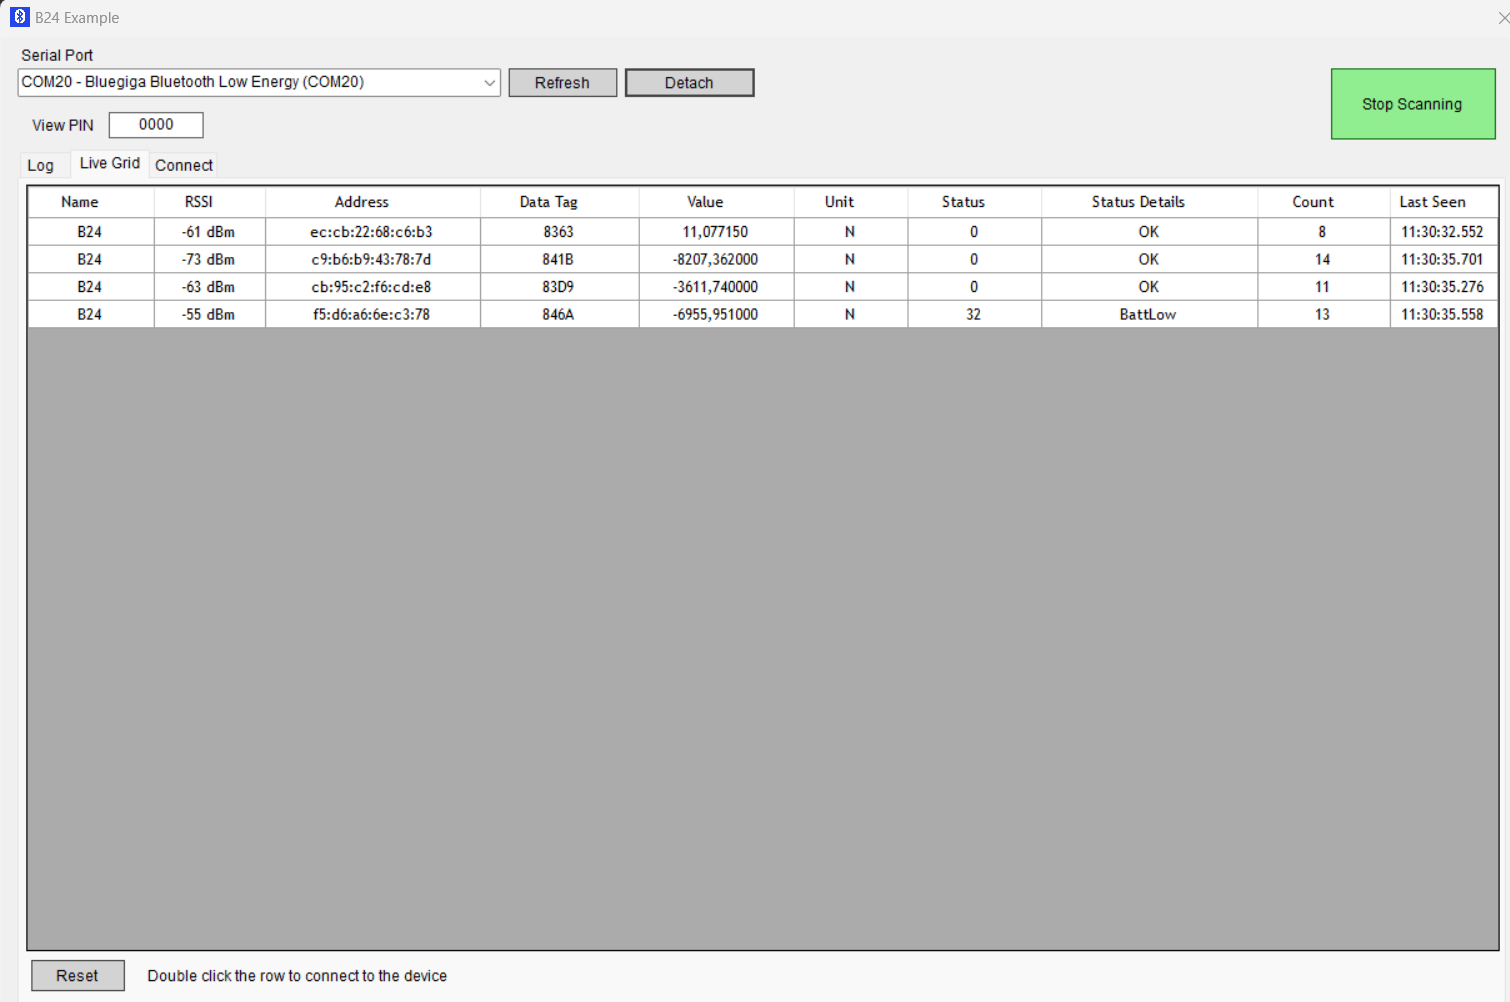 B24 Example
Serial Port
COM20 - Bluegiga Bluetooth Low Energy (COM20) Refresh Detach
Stop Scanning
View PIN 0000
Log Live Grid Connect
Name RSSI Address Data Tag Value Unit Status Status Details Count Last Seen
B24 -61 dBm ec:cb:22:68:c6:b3 8363 11,077150 N 0 OK 8 11:30:32.552
B24 -73 dBm c9:b6:b9:43:78:7d 841B -8207,362000 N 0 OK 14 11:30:35.701
B24 -63 dBm cb:95:c2:f6:cd:e8 83D9 -3611,740000 N 0 OK 11 11:30:35.276
B24 -55 dBm f5:d6:a6:6e:c3:78 846A -6955,951000 N 32 BattLow 13 11:30:35.558
Reset Double click the row to connect to the device